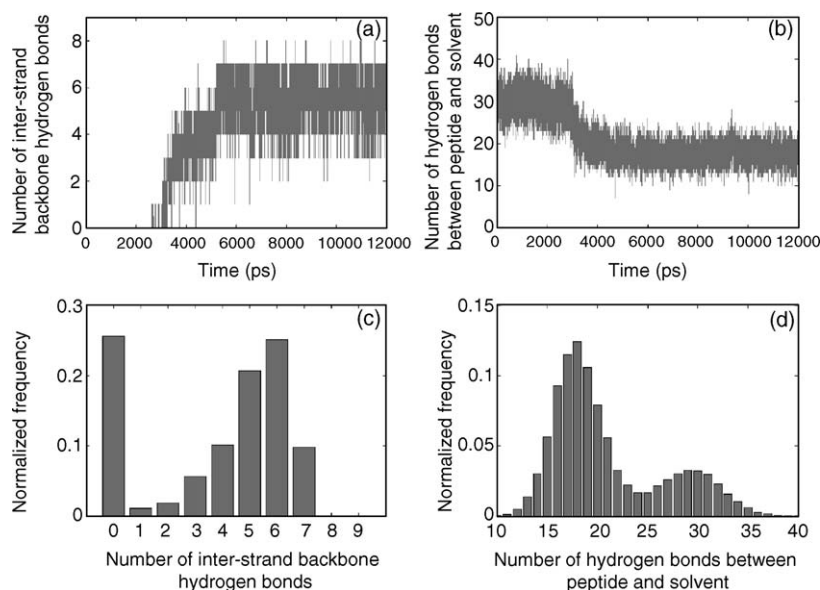 (a)
Number of inter-strand
backbone hydrogen bonds
8
6
4
2
0
0 2000 4000 6000 8000 10000 12000
Time (ps)
(b)
Number of hydrogen bonds
between peptide and solvent
50
40
30
20
10
0
0 2000 4000 6000 8000 10000 12000
Time (ps)
(c)
Normalized frequency
0.3
0.2
0.1
0
0 1 2 3 4 5 6 7 8 9
Number of inter-strand backbone
hydrogen bonds
(d)
Normalized frequency
0.15
0.1
0.05
0
10 15 20 25 30 35 40
Number of hydrogen bonds between
peptide and solvent